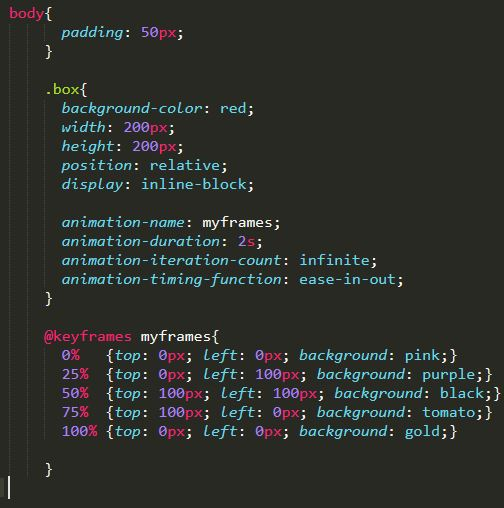 body{
padding: 50px;
}
.box{
background-color: red;
width: 200px;
height: 200px;
position: relative;
display: inline-block;
animation-name: myframes;
animation-duration: 2s;
animation-iteration-count: infinite;
animation-timing-function: ease-in-out;
}
@keyframes myframes{
0% {top: 0px; left: 0px; background: pink;}
25% {top: 0px; left: 100px; background: purple;}
50% {top: 100px; left: 100px; background: black;}
75% {top: 100px; left: 0px; background: tomato;}
100% {top: 0px; left: 0px; background: gold;}
}